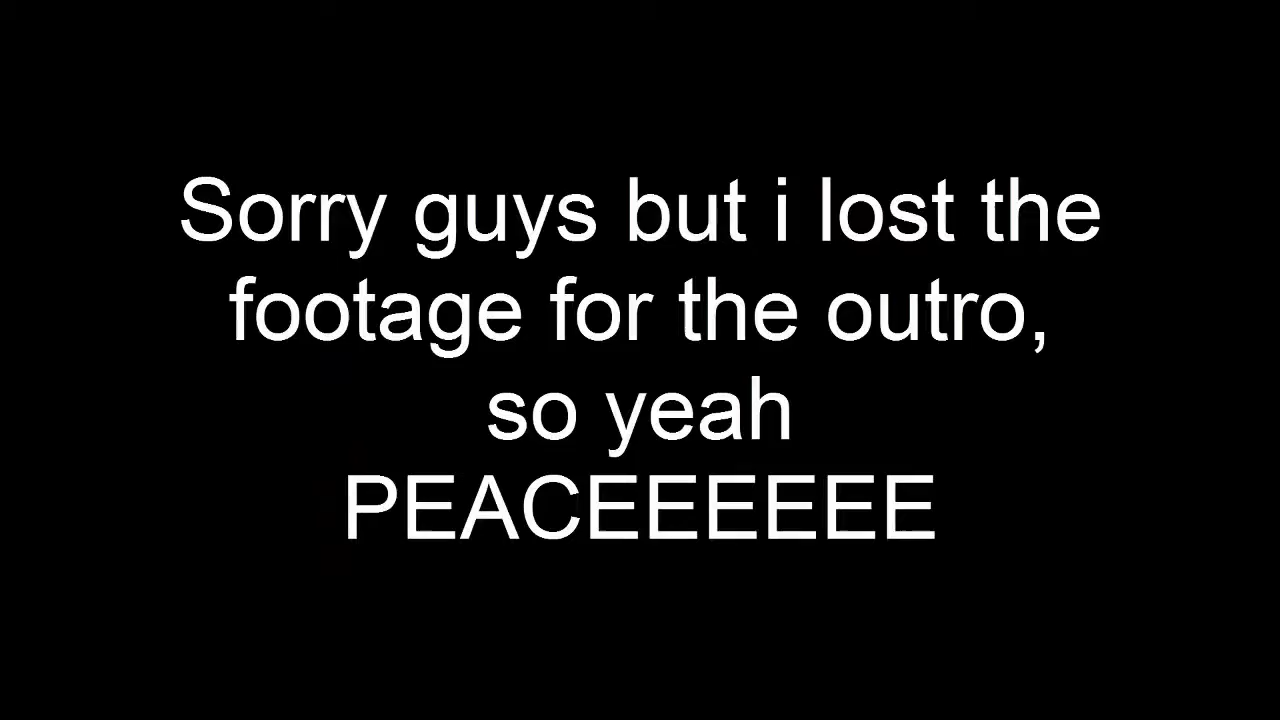 Sorry guys but i lost the
footage for the outro,
so yeah
PEACEEEEEE